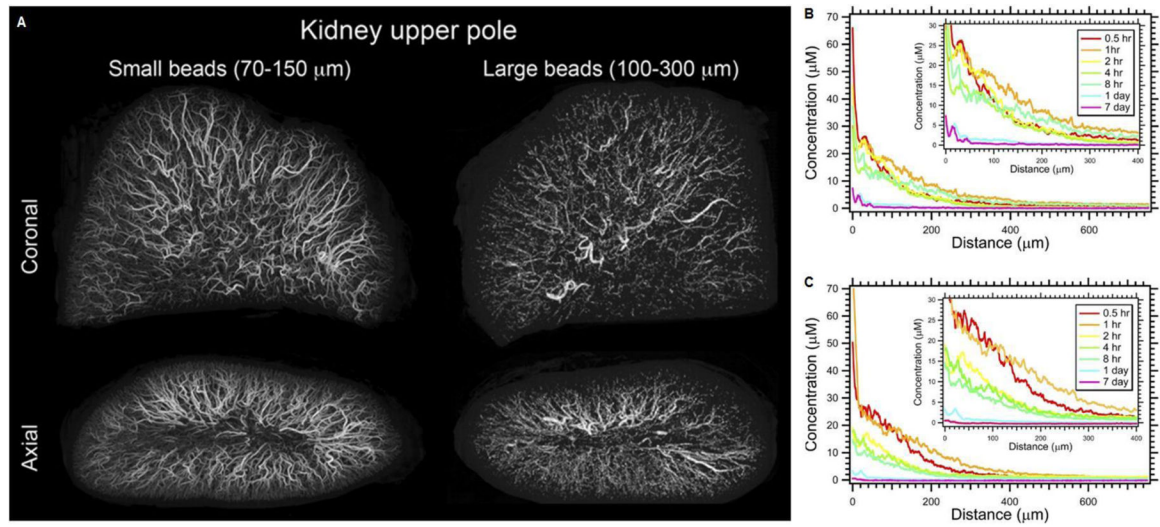 A
Kidney upper pole
Small beads (70-150 μm)
Large beads (100-300 μm)
Coronal
Axial
B
Concentration (μM)
70
60
50
40
30
20
10
0
0
200
400
600
Distance (μm)
Concentration (μM)
30
25
20
15
10
5
0
0
100
200
300
400
Distance (μm)
0.5 hr
1hr
2 hr
4 hr
8 hr
1 day
7 day
C
Concentration (μM)
70
60
50
40
30
20
10
0
0
200
400
600
Distance (μm)
Concentration (μM)
30
25
20
15
10
5
0
0
100
200
300
400
Distance (μm)
0.5 hr
1 hr
2 hr
4 hr
8 hr
1 day
7 day